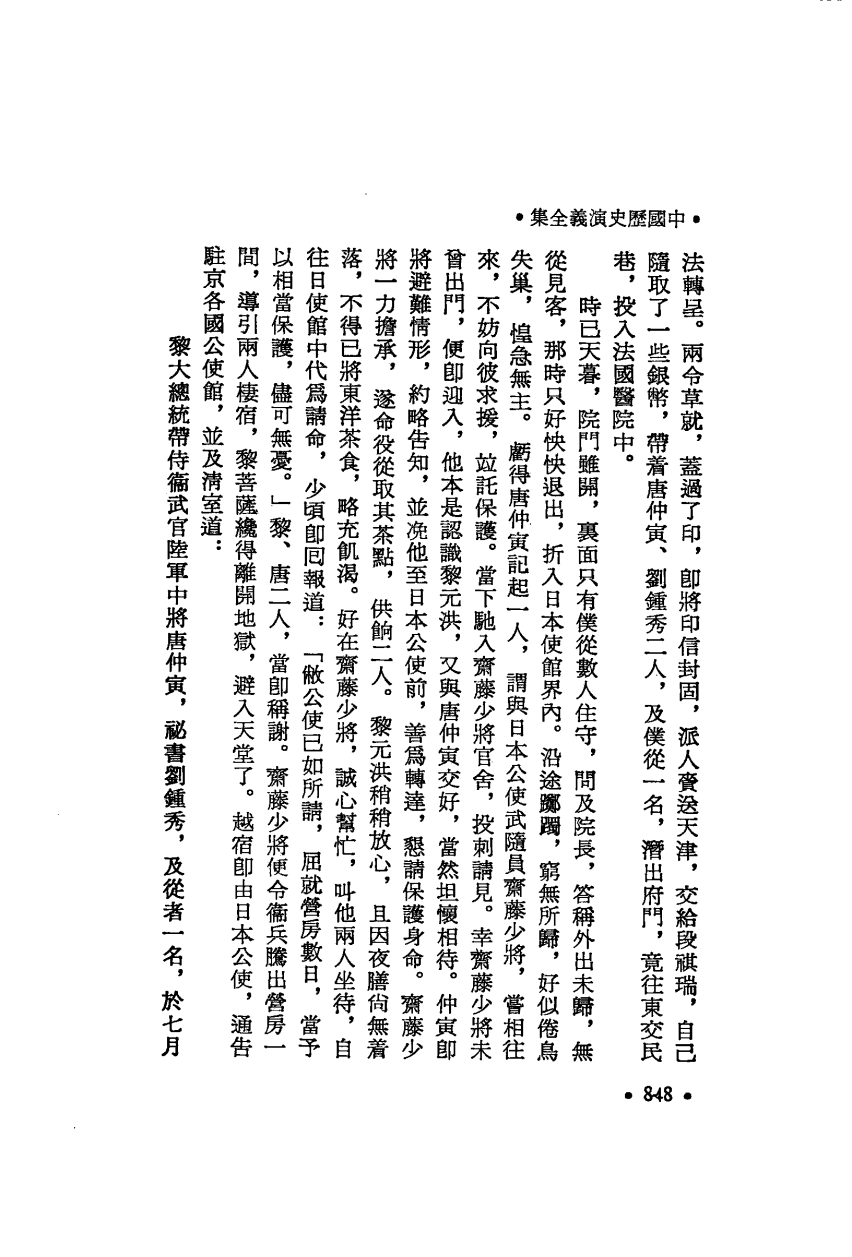 •中國歷史演義全集•
法轉呈。兩令草就，蓋過了印，卽將印信封固，派人賫送天津，交給段祺瑞，自己
隨取了一些銀幣，帶着唐仲寅、劉鍾秀二人，及僕從一名，潛出府門，竟往東交民
巷，投入法國醫院中。
時已天暮，院門雖開，裏面只有僕從數人住守，問及院長，答稱外出未歸，無
從見客，那時只好怏怏退出，折入日本使館界內。沿途躑躅，窮無所歸，好似倦鳥
失巢，惶急無主。虧得唐仲寅記起一人，謂與日本公使武隨員齋藤少將，嘗相往
來，不妨向彼求援，竝託保護。當下馳入齋藤少將官舍，投刺請見。幸齋藤少將未
曾出門，便卽迎入，他本是認識黎元洪，又與唐仲寅交好，當然坦懷相待。仲寅卽
將避難情形，約略告知，並浼他至日本公使前，善爲轉達，懇請保護身命。齋藤少
將一力擔承，遂命役從取其茶點，供餉二人。黎元洪稍稍放心，且因夜膳尙無着
落，不得已將東洋茶食，略充飢渴。好在齋藤少將，誠心幫忙，叫他兩人坐待，自
往日使館中代爲請命，少頃卽囘報道：「敝公使已如所請，屈就營房數日，當予
以相當保護，儘可無憂。」黎、唐二人，當卽稱謝。齋藤少將便令衞兵騰出營房一
間，導引兩人棲宿，黎菩薩纔得離開地獄，避入天堂了。越宿卽由日本公使，通告
駐京各國公使館，並及淸室道：
黎大總統帶侍衞武官陸軍中將唐仲寅，祕書劉鍾秀，及從者一名，於七月
•848•